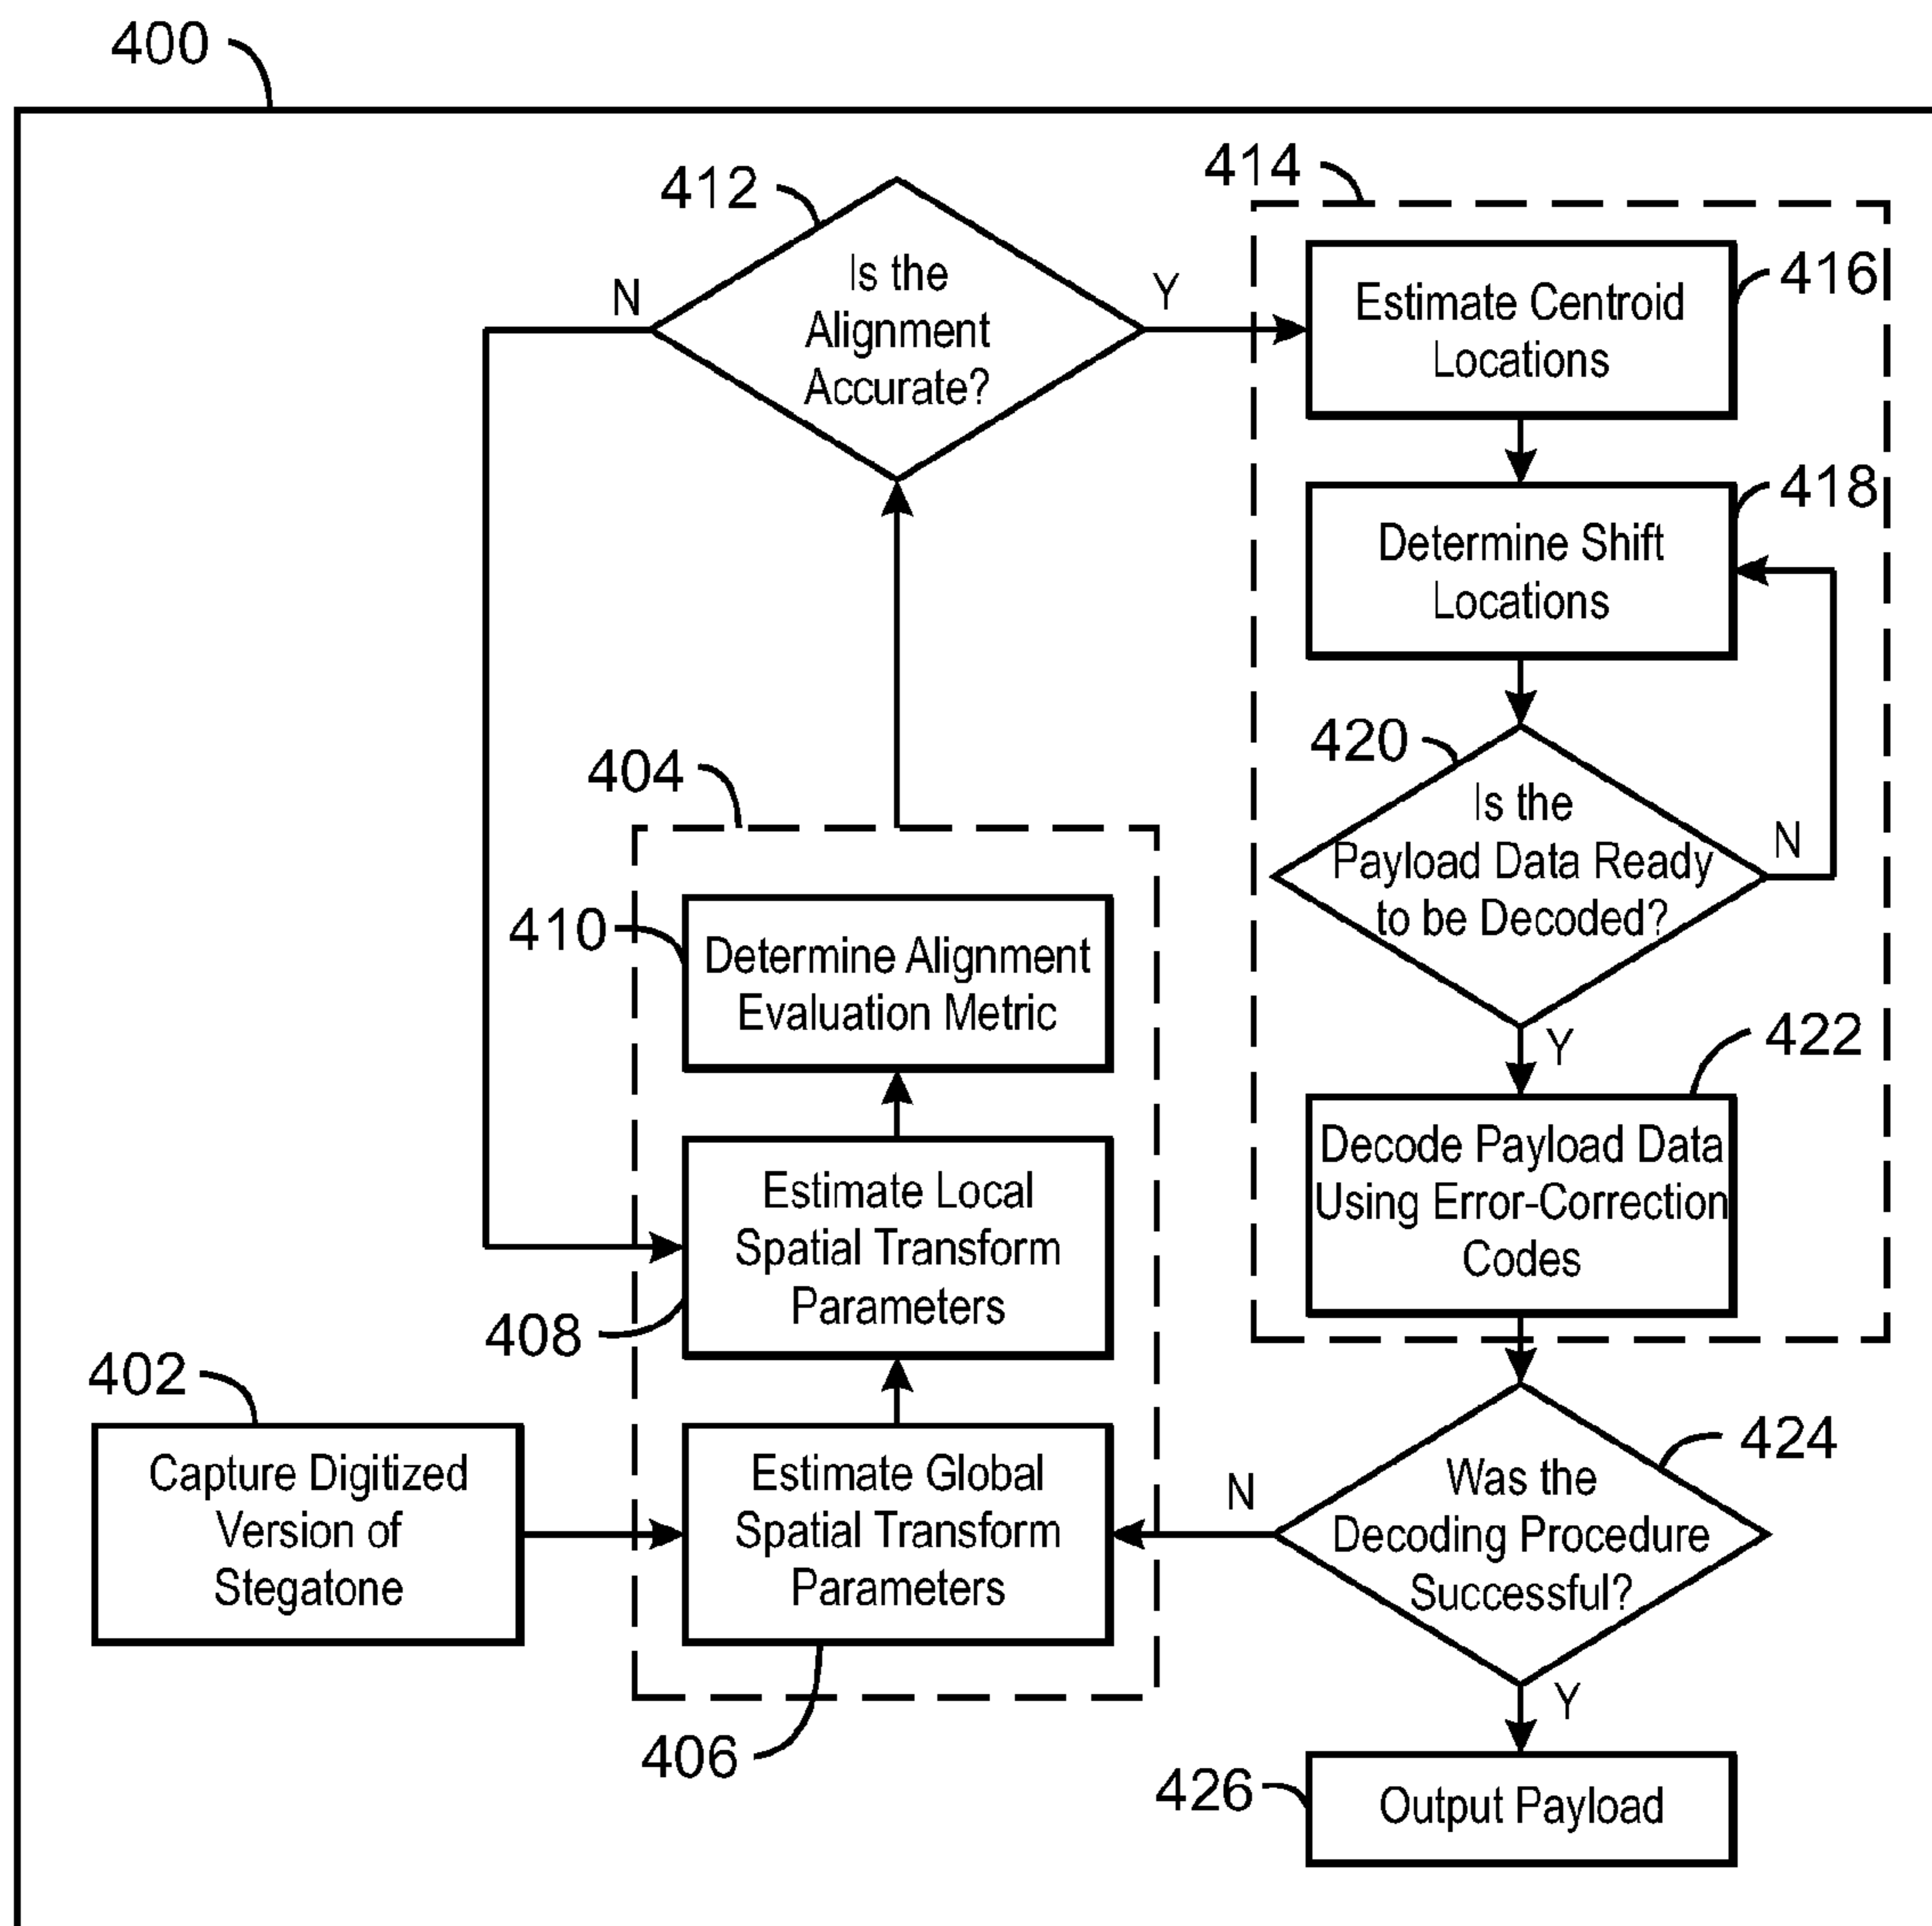 400
412
Is the
Alignment
Accurate?
N
Y
414
416
Estimate Centroid
Locations
418
Determine Shift
Locations
420
Is the
Payload Data Ready
to be Decoded?
N
Y
404
410
Determine Alignment
Evaluation Metric
422
Decode Payload Data
Using Error-Correction
Codes
408
Estimate Local
Spatial Transform
Parameters
402
Capture Digitized
Version of
Stegatone
Estimate Global
Spatial Transform
Parameters
406
N
424
Was the
Decoding Procedure
Successful?
Y
426
Output Payload